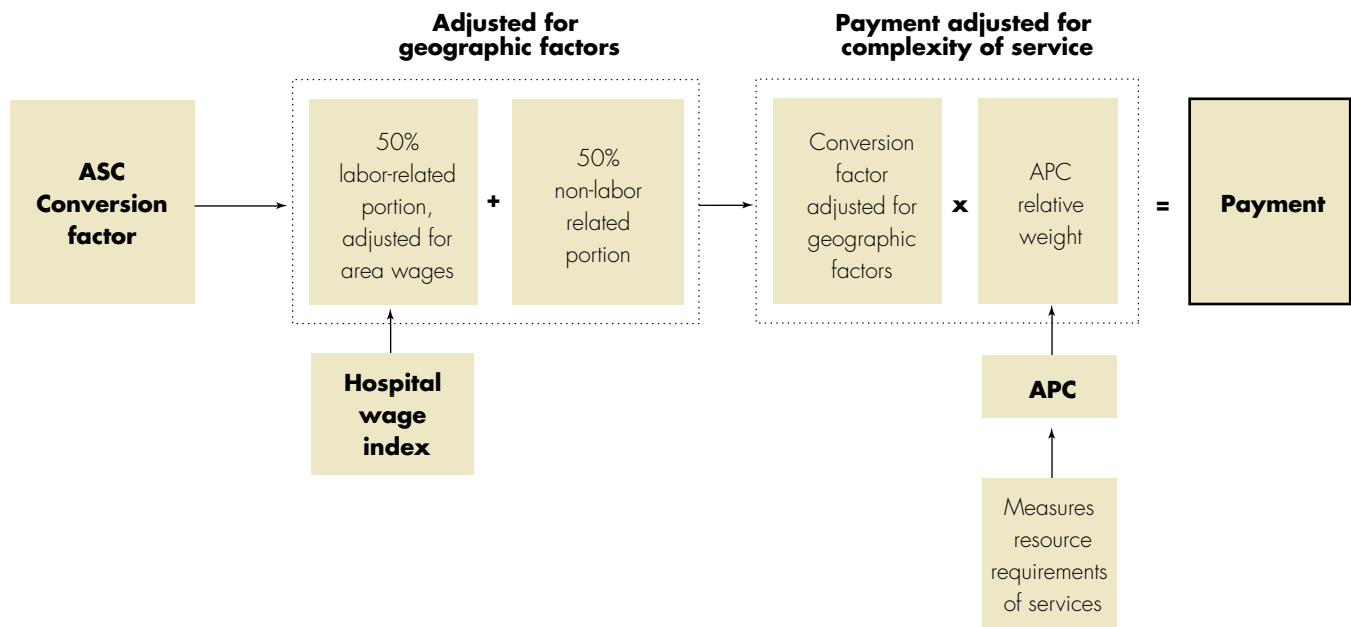 Adjusted for
geographic factors
Payment adjusted for
complexity of service
ASC
Conversion
factor
50%
labor-related
portion,
adjusted for
area wages
+
50%
non-labor
related
portion
Conversion
factor
adjusted for
geographic
factors
x
APC
relative
weight
=
Payment
Hospital
wage
index
APC
Measures
resource
requirements
of services